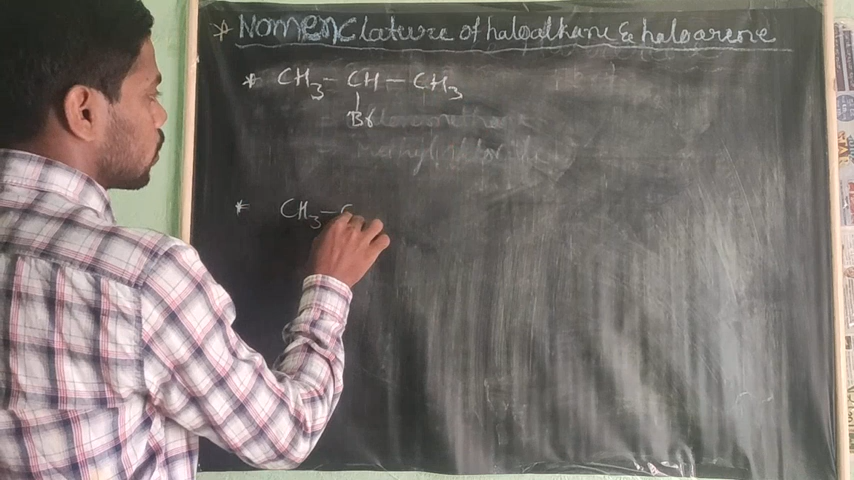 * Nomenclature of haloalkane & haloarene
* CH3 - CH - CH3
|
Br
* CH3 - C